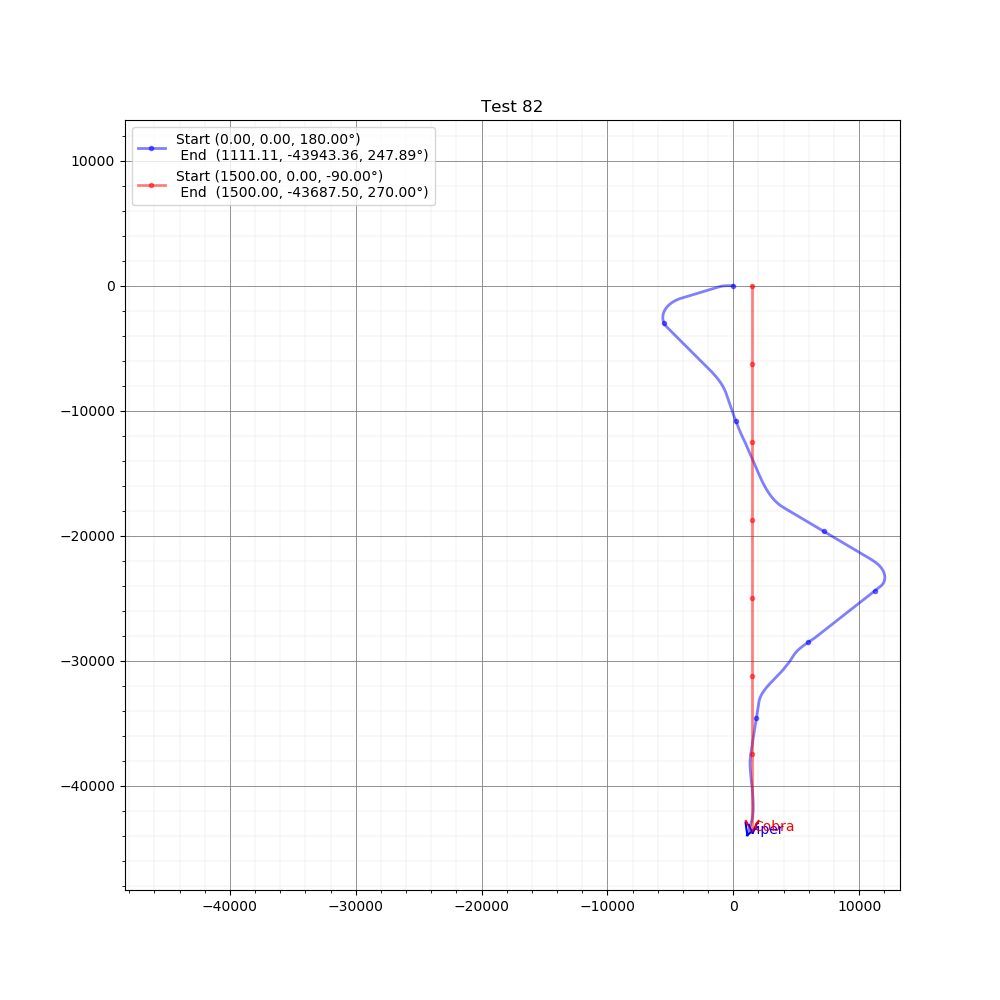 Test 82
Start (0.00, 0.00, 180.00°)
End (1111.11, -43943.36, 247.89°)
Start (1500.00, 0.00, -90.00°)
End (1500.00, -43687.50, 270.00°)
10000
0
−10000
−20000
−30000
−40000
Cobra
Viper
−40000
−30000
−20000
−10000
0
10000